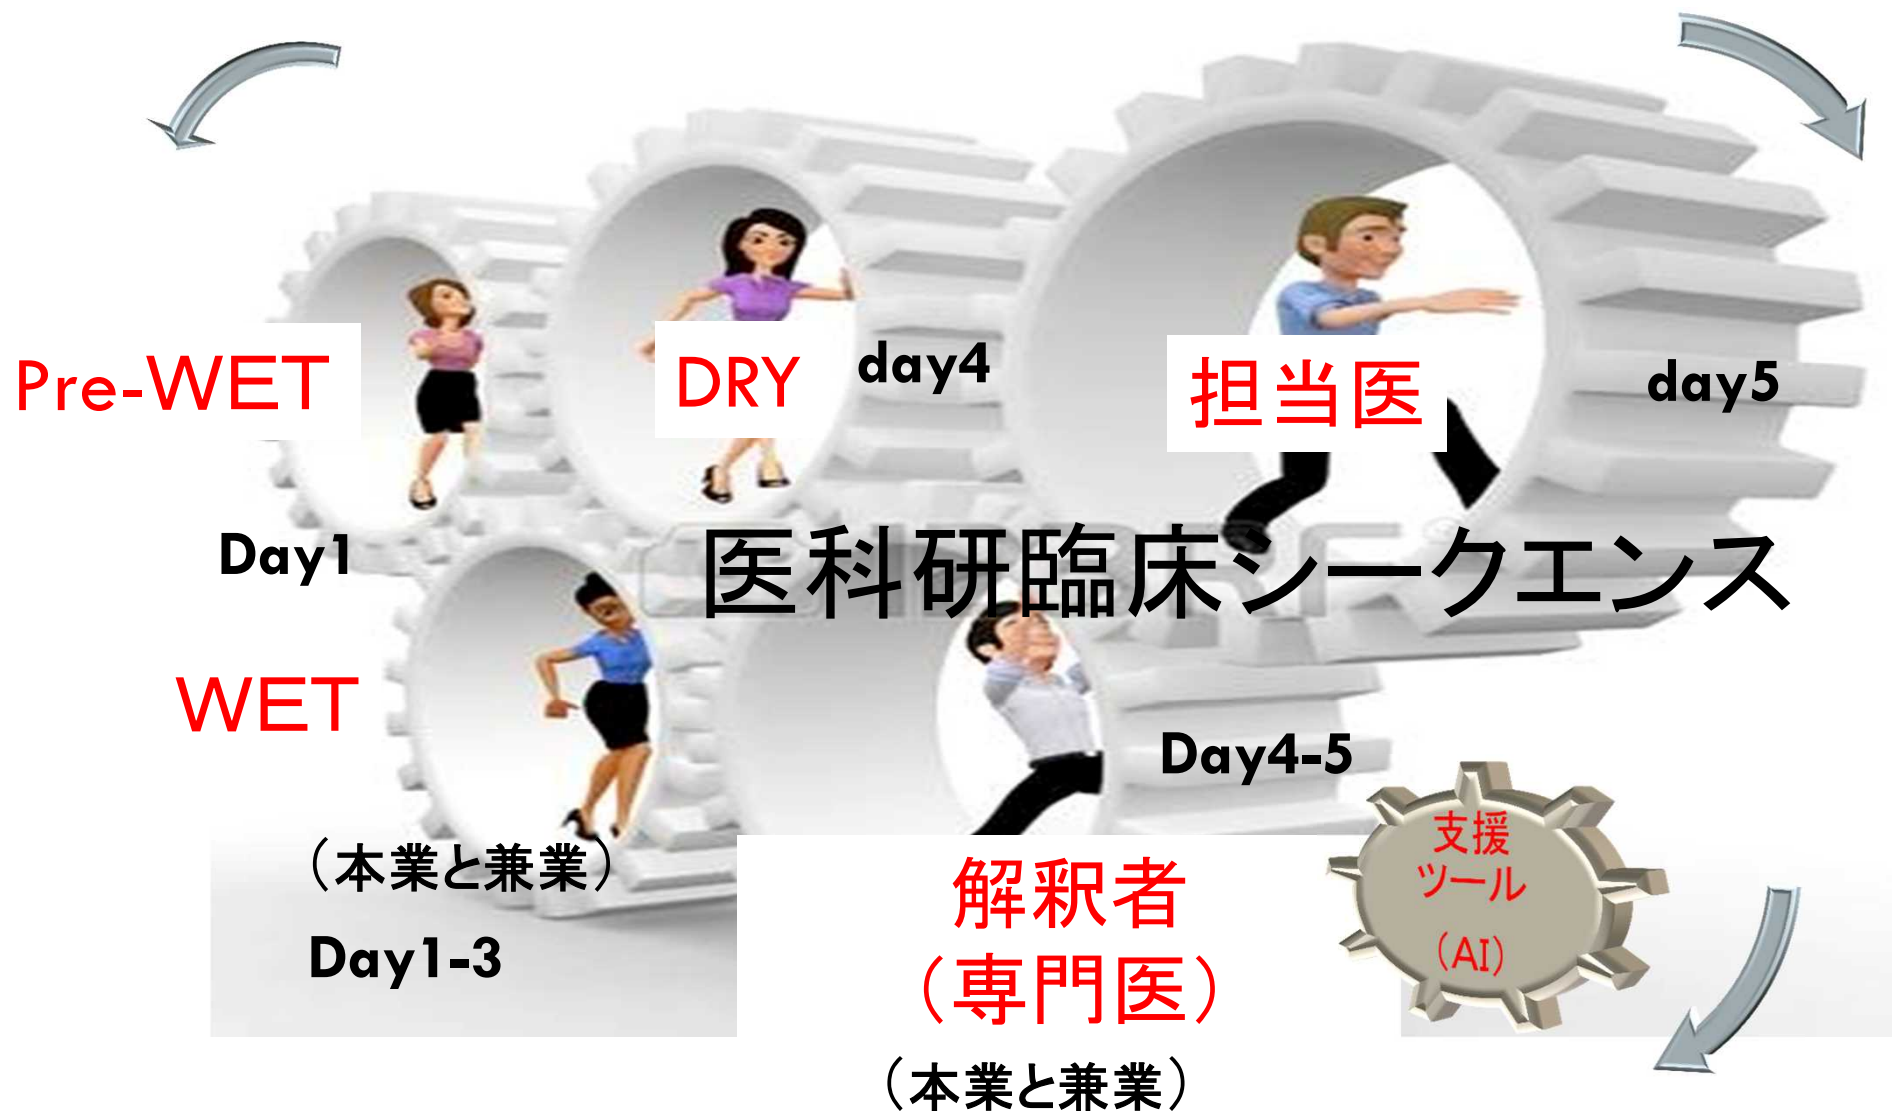 Pre-WET
DRY
day4
担当医
day5
Day1
医科研臨床シークエンス
WET
Day4-5
（本業と兼業）
Day1-3
解釈者
（専門医）
（本業と兼業）
支援
ツール
（AI）